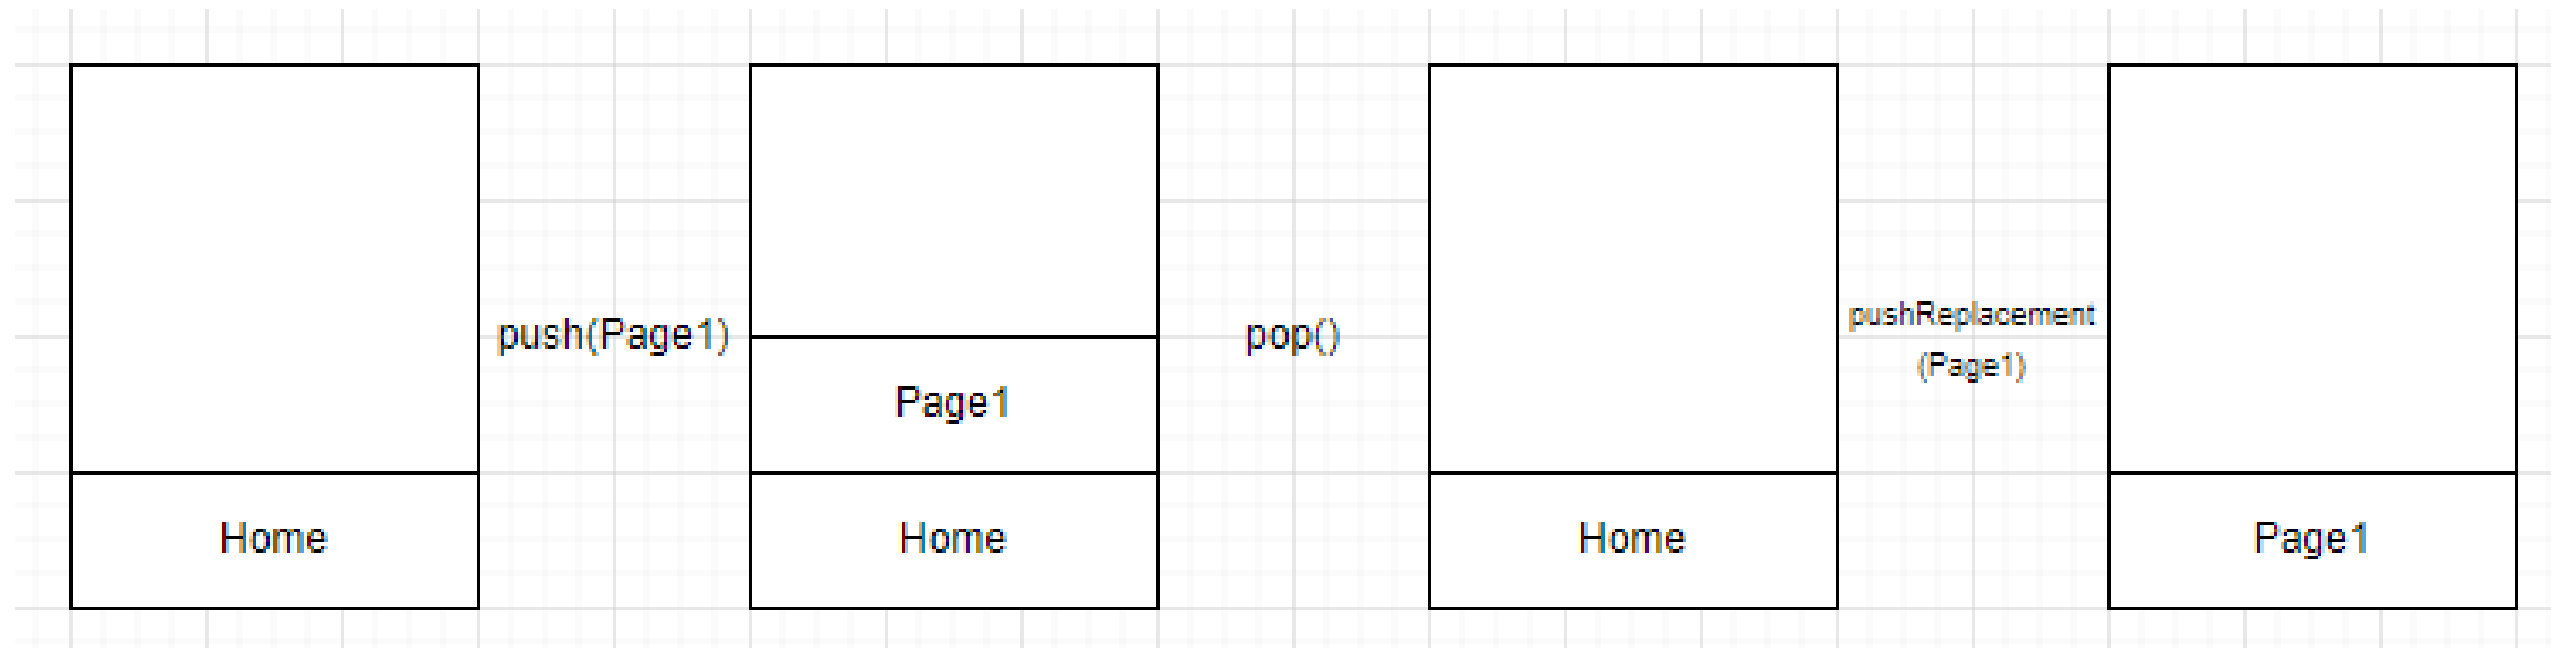 Home
push(Page1)
Page1
Home
pop()
Home
pushReplacement
(Page1)
Page1